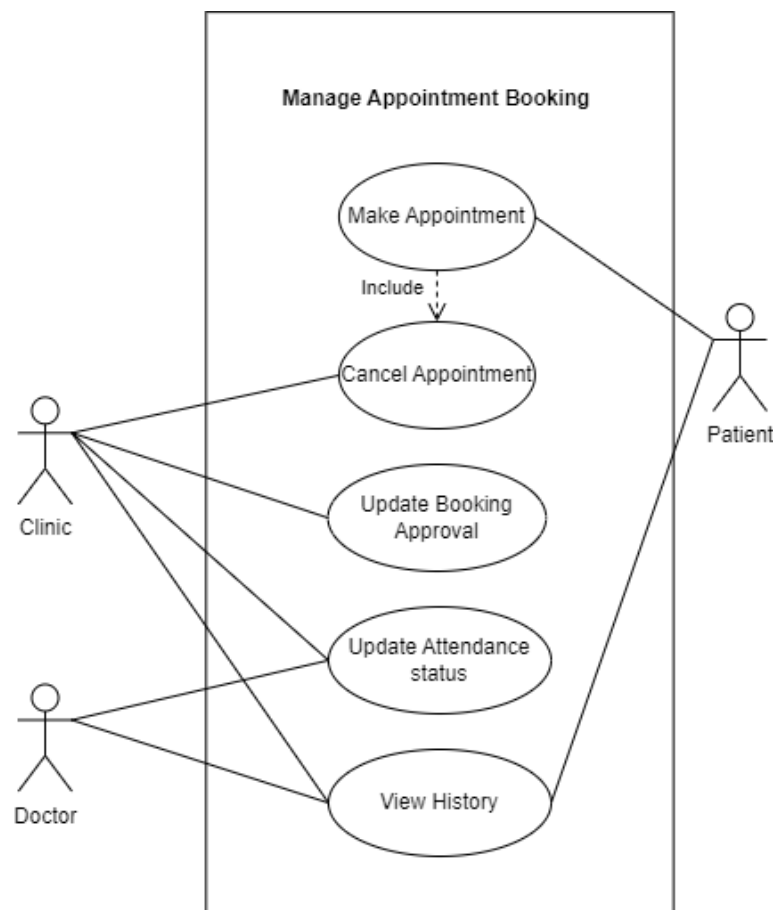 Manage Appointment Booking
Make Appointment
Include
Cancel Appointment
Patient
Clinic
Update Booking
Approval
Update Attendance
status
View History
Doctor